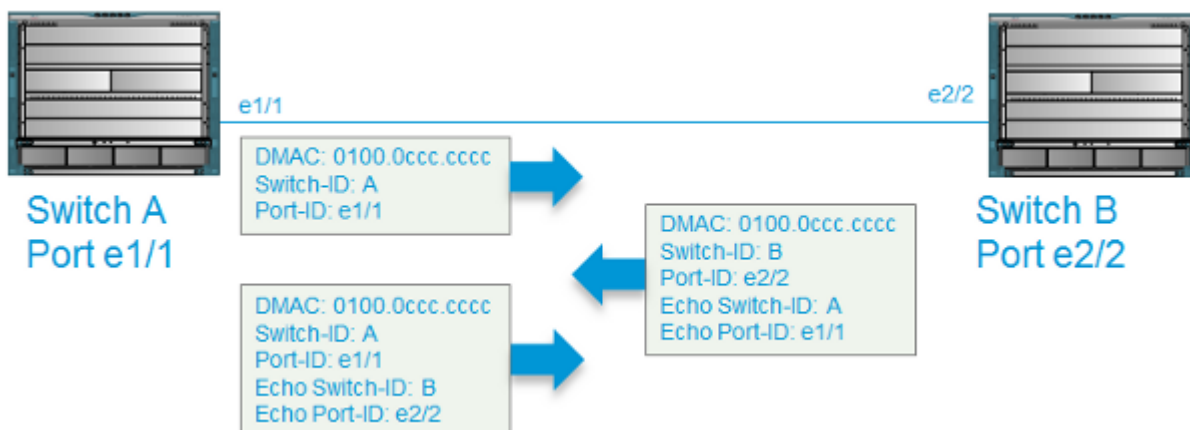 e1/1
e2/2
DMAC: 0100.0ccc.cccc
Switch-ID: A
Port-ID: e1/1
Switch A
Port e1/1
Switch B
Port e2/2
DMAC: 0100.0ccc.cccc
Switch-ID: B
Port-ID: e2/2
Echo Switch-ID: A
Echo Port-ID: e1/1
DMAC: 0100.0ccc.cccc
Switch-ID: A
Port-ID: e1/1
Echo Switch-ID: B
Echo Port-ID: e2/2